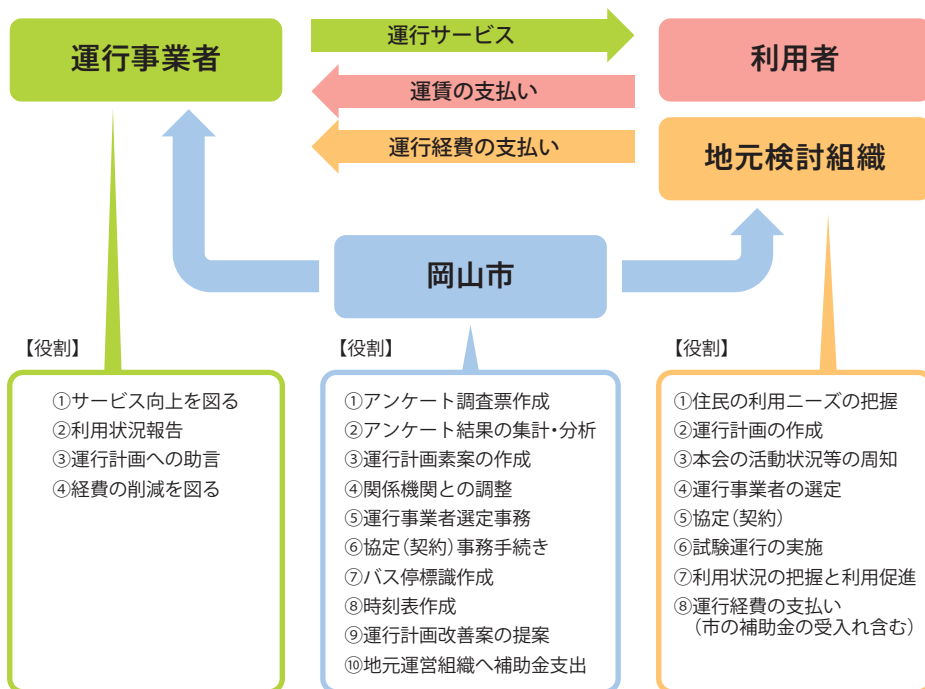 運行事業者
運行サービス
利用者
運賃の支払い
運行経費の支払い
地元検討組織
岡山市
【役割】
①サービス向上を図る
②利用状況報告
③運行計画への助言
④経費の削減を図る
【役割】
①アンケート調査票作成
②アンケート結果の集計・分析
③運行計画素案の作成
④関係機関との調整
⑤運行事業者選定事務
⑥協定(契約)事務手続き
⑦バス停標識作成
⑧時刻表作成
⑨運行計画改善案の提案
⑩地元運営組織へ補助金支出
【役割】
①住民の利用ニーズの把握
②運行計画の作成
③本会の活動状況等の周知
④運行事業者の選定
⑤協定(契約)
⑥試験運行の実施
⑦利用状況の把握と利用促進
⑧運行経費の支払い
(市の補助金の受入れ含む)